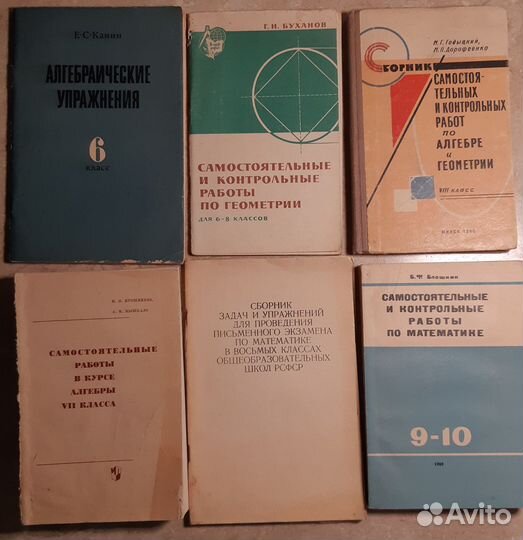 Е.С. Канин
АЛГЕБРАИЧЕСКИЕ
УПРАЖНЕНИЯ
6
класс
Г. Н. БУХАНОВ
САМОСТОЯТЕЛЬНЫЕ
И КОНТРОЛЬНЫЕ
РАБОТЫ
ПО ГЕОМЕТРИИ
ДЛЯ 6-8 КЛАССОВ
СБОРНИК
САМОСТОЯ-
ТЕЛЬНЫХ
И КОНТРОЛЬНЫХ
РАБОТ
ПО
АЛГЕБРЕ И
ГЕОМЕТРИИ
VIII КЛАСС
САМОСТОЯТЕЛЬНЫЕ
РАБОТЫ
В КУРСЕ
АЛГЕБРЫ
VII КЛАССА
СБОРНИК
ЗАДАЧ И УПРАЖНЕНИЙ
ДЛЯ ПРОВЕДЕНИЯ
ПИСЬМЕННОГО ЭКЗАМЕНА
ПО МАТЕМАТИКЕ
В ВОСЬМЫХ КЛАССАХ
ОБЩЕОБРАЗОВАТЕЛЬНЫХ
ШКОЛ РСФСР
САМОСТОЯТЕЛЬНЫЕ
И КОНТРОЛЬНЫЕ
РАБОТЫ
ПО МАТЕМАТИКЕ
9-10
Avito